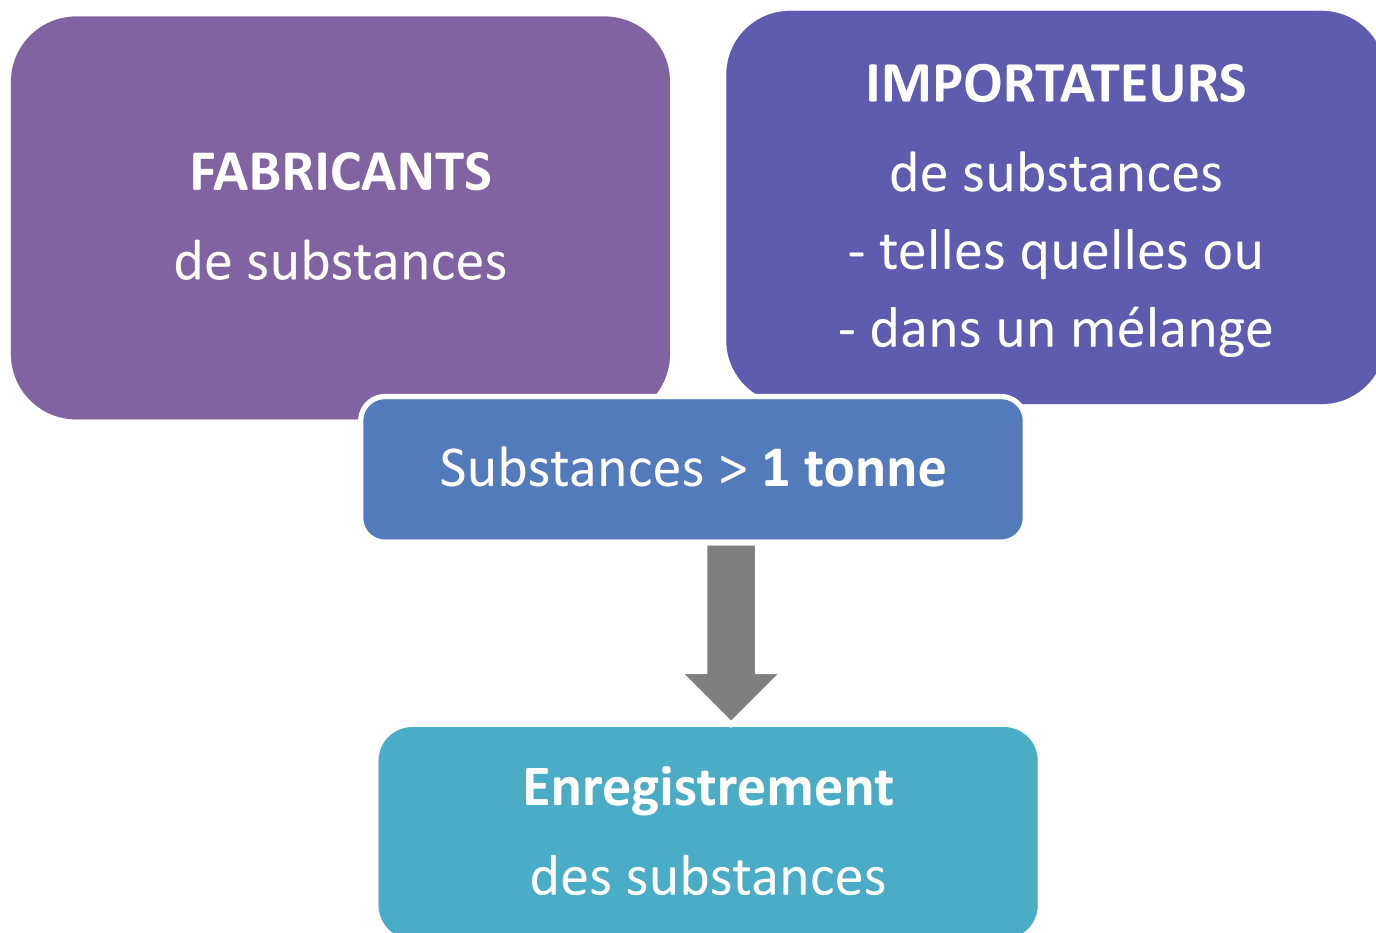 FABRICANTS
de substances
IMPORTATEURS
de substances
- telles quelles ou
- dans un mélange
Substances > 1 tonne
Enregistrement
des substances